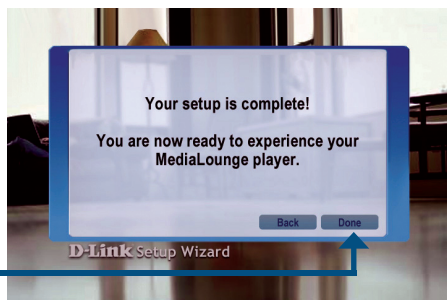 Your setup is complete!
You are now ready to experience your
MediaLounge player.
Back Done
D-Link Setup Wizard